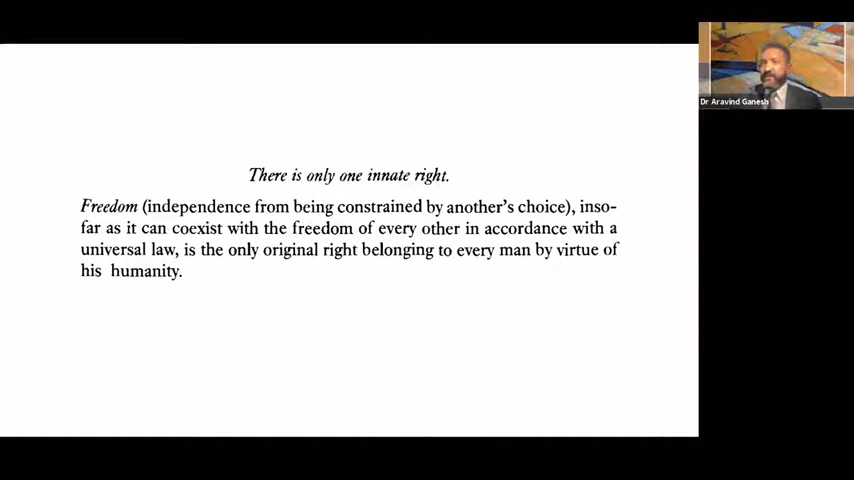 There is only one innate right.
Freedom (independence from being constrained by another's choice), inso-
far as it can coexist with the freedom of every other in accordance with a
universal law, is the only original right belonging to every man by virtue of
his humanity.
Dr Aravind Ganesh